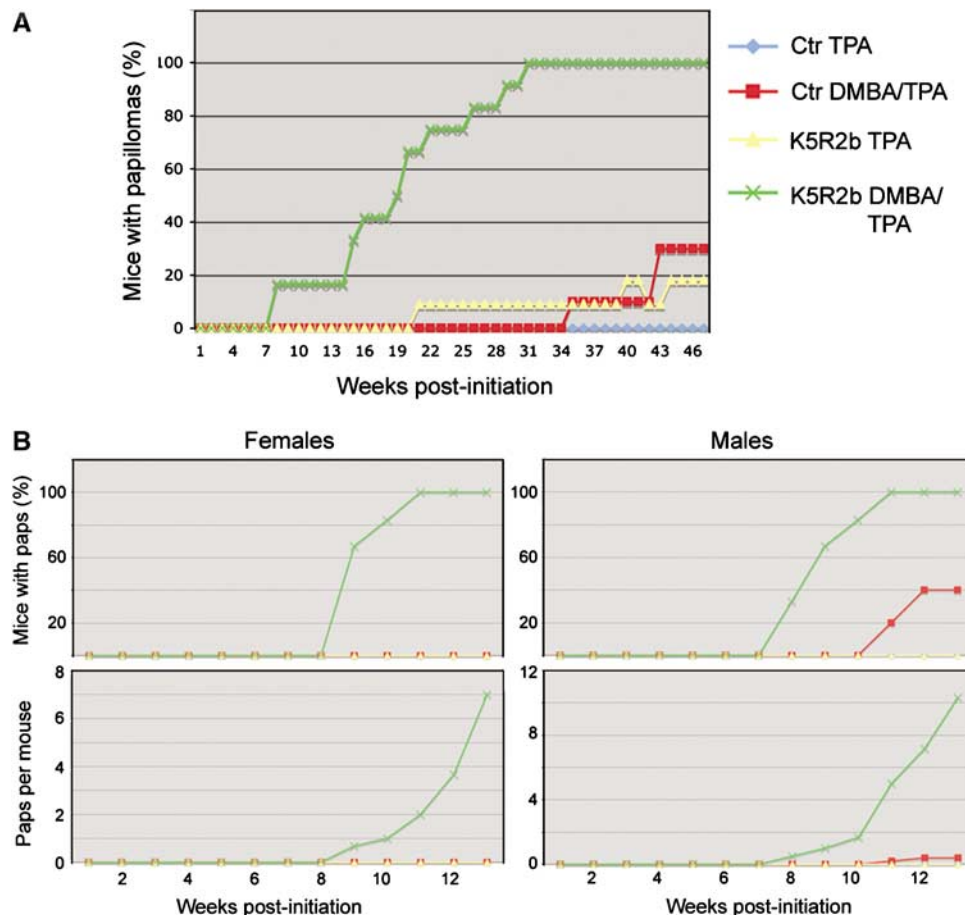 A
Mice with papillomas (%)
100
80
60
40
20
0
1 4 7 10 13 16 19 22 25 28 31 34 37 40 43 46
Weeks post-initiation
Ctr TPA
Ctr DMBA/TPA
K5R2b TPA
K5R2b DMBA/
TPA
B
Females
Males
Mice with paps (%)
100
60
20
100
60
20
Paps per mouse
8
6
4
2
0
2 4 6 8 10 12
Weeks post-initiation
12
8
4
0
2 4 6 8 10 12
Weeks post-initiation